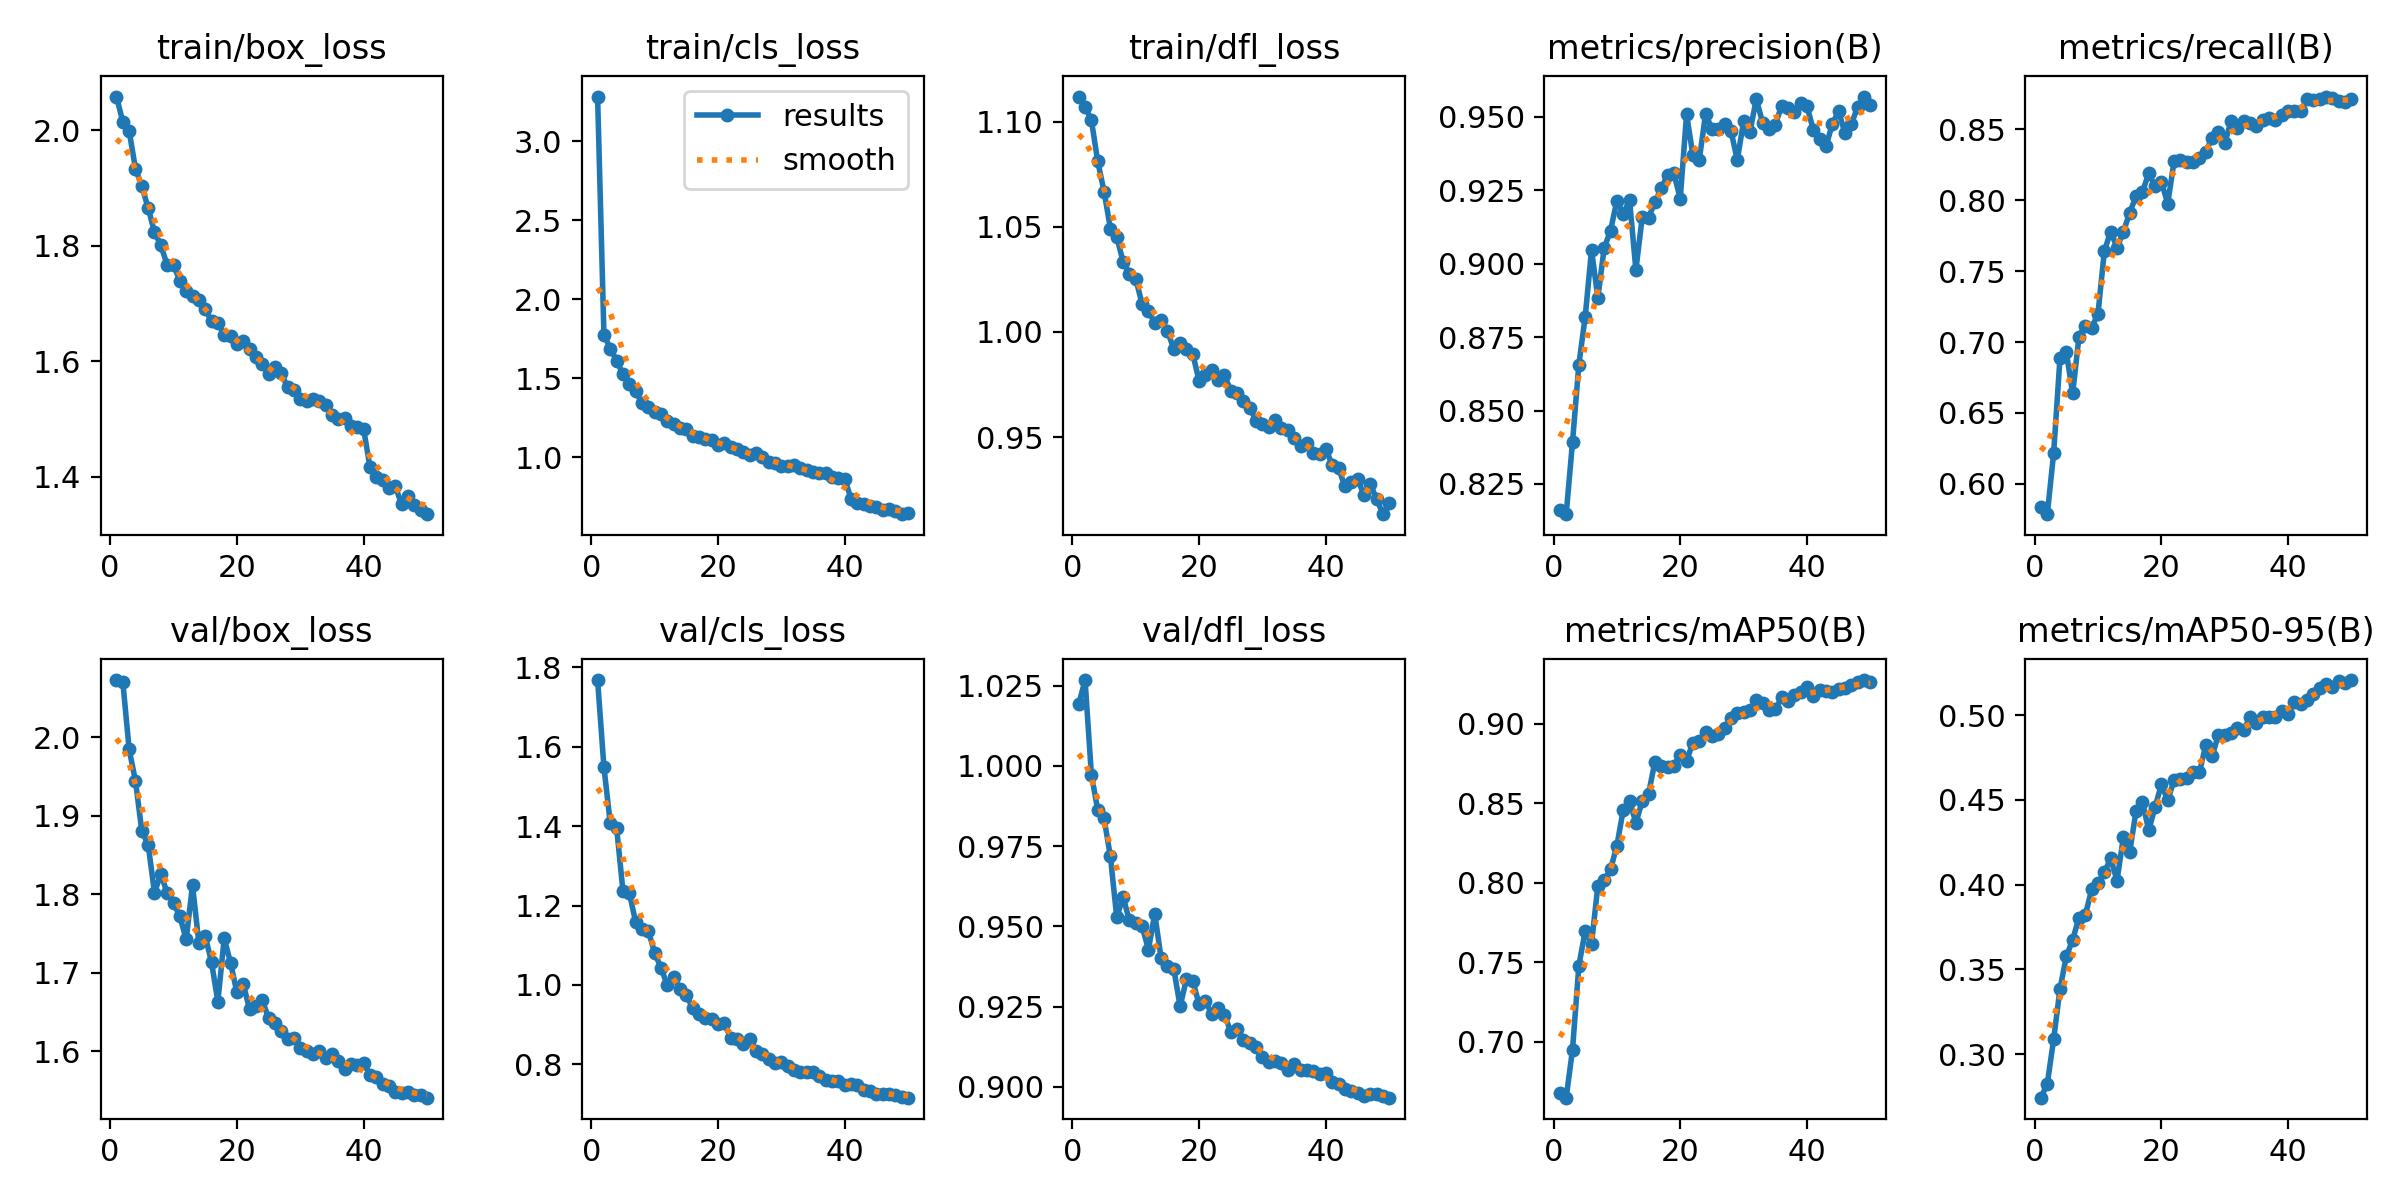 train/box_loss
2.0
1.8
1.6
1.4
0 20 40
train/cls_loss
results
smooth
3.0
2.5
2.0
1.5
1.0
0 20 40
train/dfl_loss
1.10
1.05
1.00
0.95
0 20 40
metrics/precision(B)
0.950
0.925
0.900
0.875
0.850
0.825
0 20 40
metrics/recall(B)
0.85
0.80
0.75
0.70
0.65
0.60
0 20 40
val/box_loss
2.0
1.9
1.8
1.7
1.6
0 20 40
val/cls_loss
1.8
1.6
1.4
1.2
1.0
0.8
0 20 40
val/dfl_loss
1.025
1.000
0.975
0.950
0.925
0.900
0 20 40
metrics/mAP50(B)
0.90
0.85
0.80
0.75
0.70
0 20 40
metrics/mAP50-95(B)
0.50
0.45
0.40
0.35
0.30
0 20 40